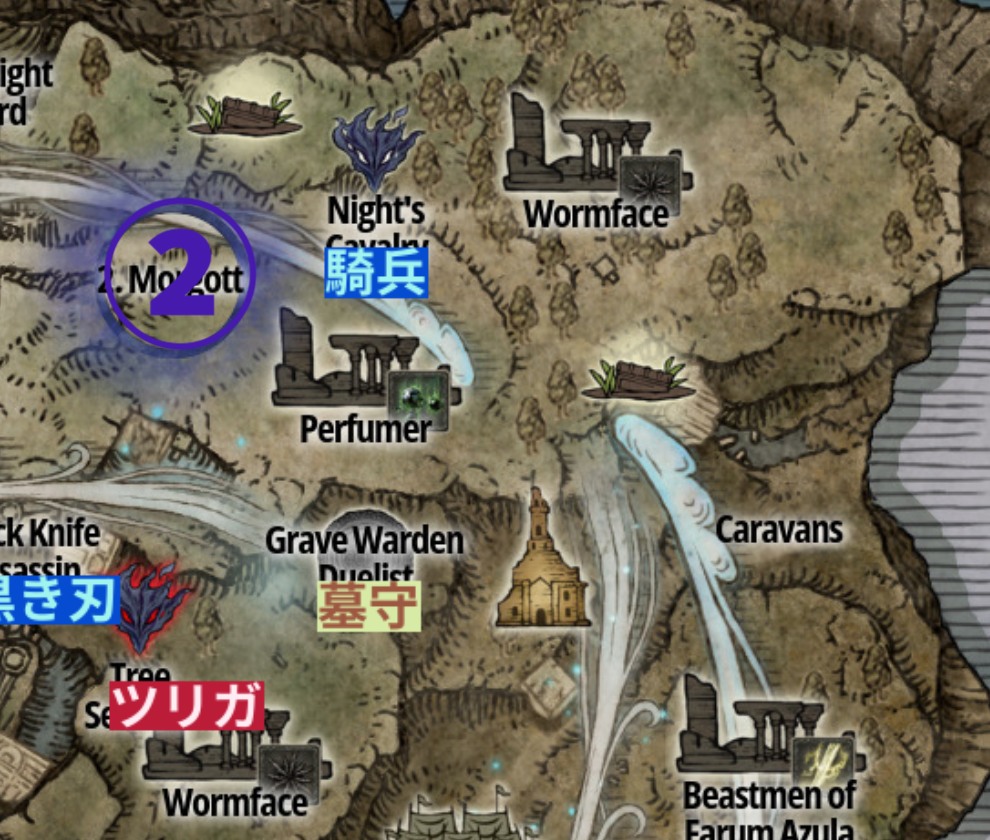 ight
rd
Night's
Cavalry
騎兵
Wormface
2. Morgott
2
Perfumer
ck Knife
ssassin
黒き刃
Grave Warden
Duelist
墓守
Caravans
Tree
Se
ツリガ
Wormface
Beastmen of
Farum Azula